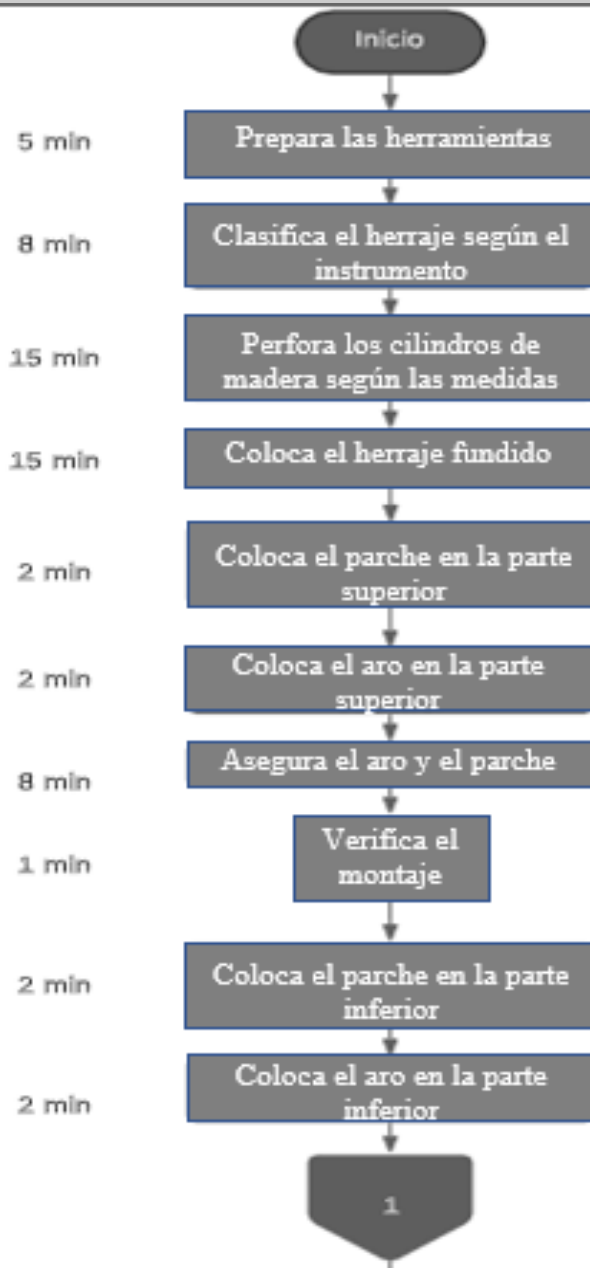 Inicio
5 min
Prepara las herramientas
8 min
Clasifica el herraje según el
instrumento
15 min
Perfora los cilindros de
madera según las medidas
15 min
Coloca el herraje fundido
2 min
Coloca el parche en la parte
superior
2 min
Coloca el aro en la parte
superior
8 min
Asegura el aro y el parche
1 min
Verifica el
montaje
2 min
Coloca el parche en la parte
inferior
2 min
Coloca el aro en la parte
inferior
1